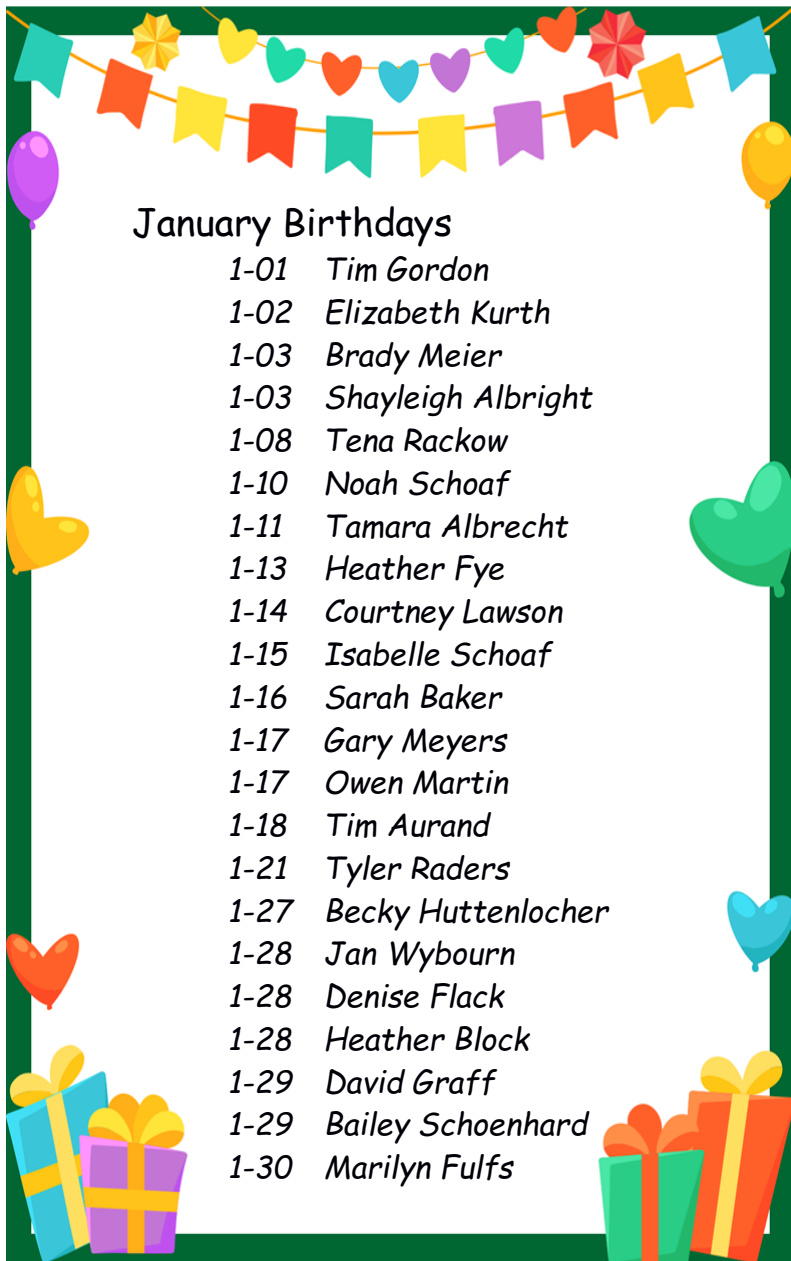 January Birthdays
1-01 Tim Gordon
1-02 Elizabeth Kurth
1-03 Brady Meier
1-03 Shayleigh Albright
1-08 Tena Rackow
1-10 Noah Schoaf
1-11 Tamara Albrecht
1-13 Heather Fye
1-14 Courtney Lawson
1-15 Isabelle Schoaf
1-16 Sarah Baker
1-17 Gary Meyers
1-17 Owen Martin
1-18 Tim Aurand
1-21 Tyler Raders
1-27 Becky Huttenlocher
1-28 Jan Wybourn
1-28 Denise Flack
1-28 Heather Block
1-29 David Graff
1-29 Bailey Schoenhard
1-30 Marilyn Fulfs